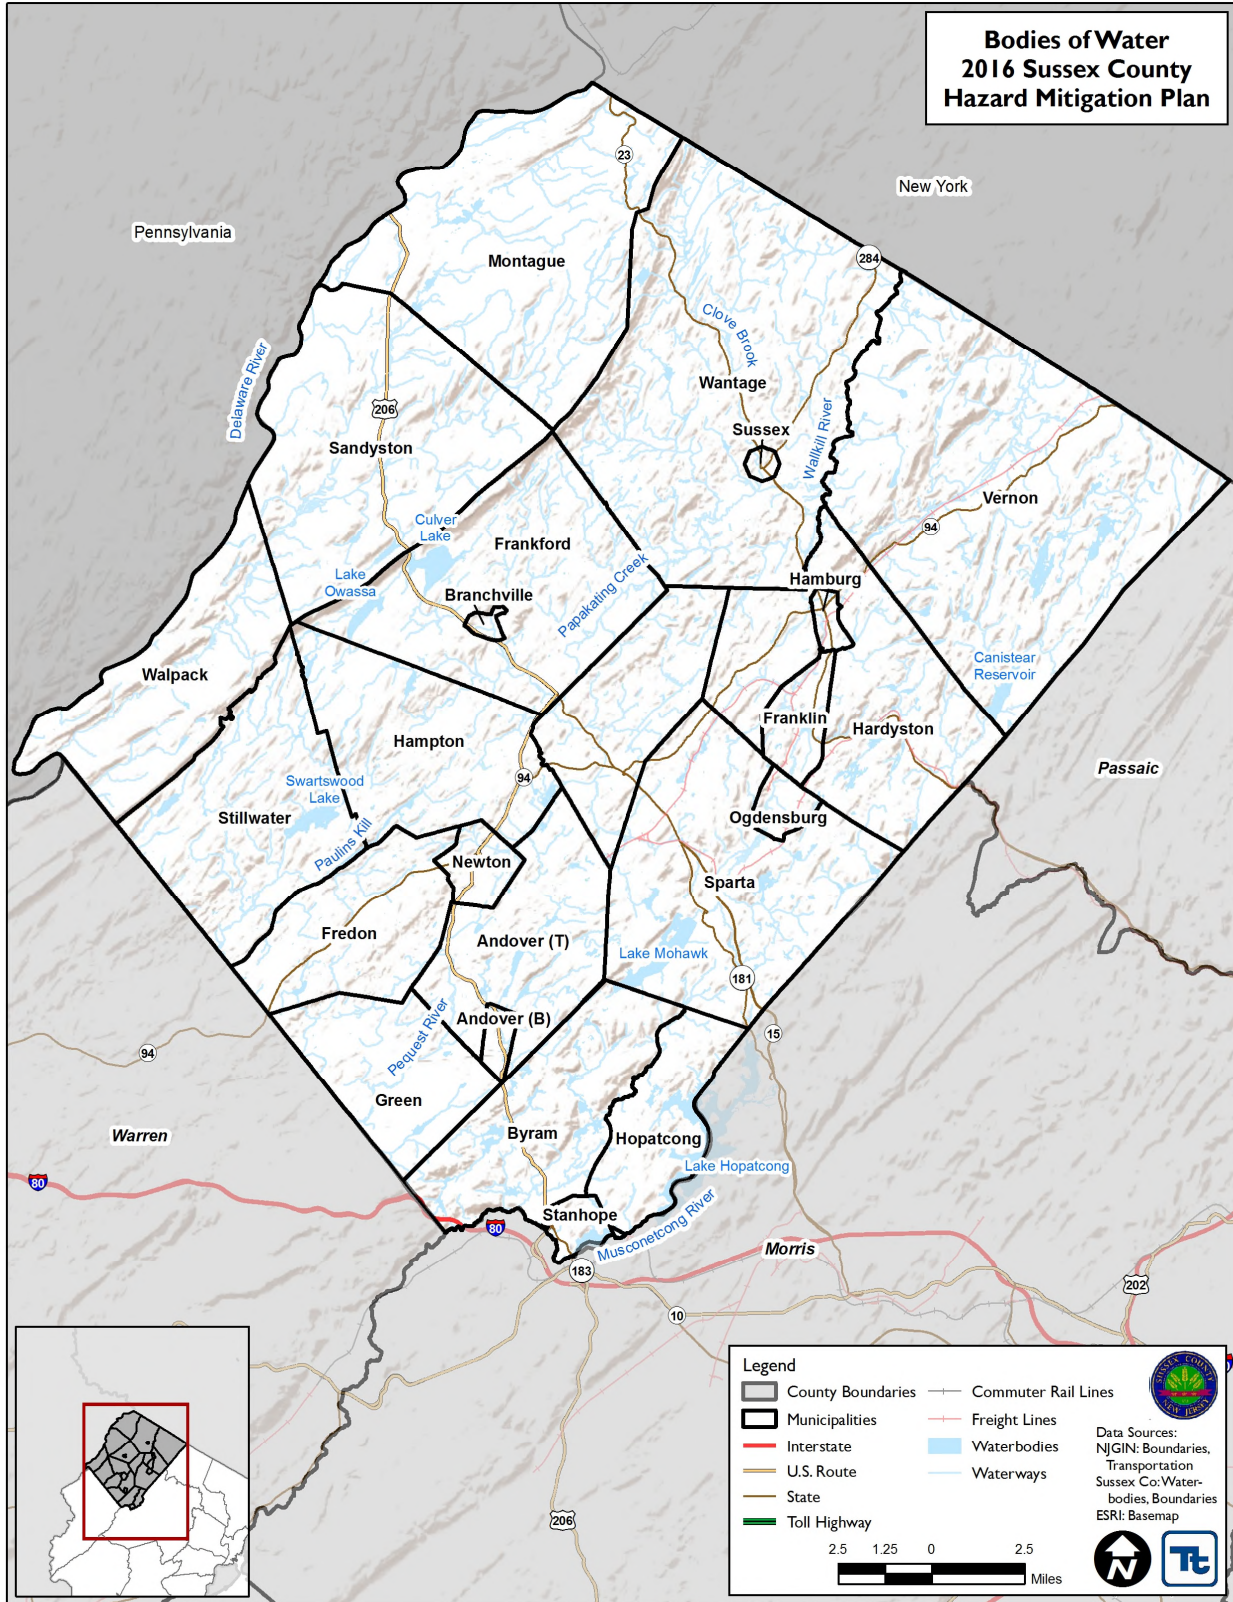 Bodies of Water
2016 Sussex County
Hazard Mitigation Plan
New York
Pennsylvania
23
284
Montague
Clove Brook
Wantage
Delaware River
206
Sussex
Wallkill River
Sandyston
Vernon
94
Culver
Lake
Frankford
Lake
Owassa
Branchville
Papakating Creek
Hamburg
Canistear
Reservoir
Walpack
Franklin
Hardyston
Hampton
Passaic
94
Swartswood
Lake
Stillwater
Paulins Kill
Ogdensburg
Newton
Sparta
Fredon
Andover (T)
Lake Mohawk
181
Andover (B)
15
Pequest River
94
Green
Warren
Byram
Hopatcong
Lake Hopatcong
80
Stanhope
Musconetcong River
80
Morris
183
202
10
206
Legend
County Boundaries
Municipalities
Interstate
U.S. Route
State
Toll Highway
Commuter Rail Lines
Freight Lines
Waterbodies
Waterways
SUSSEX COUNTY
NEW JERSEY
Data Sources:
NJGIN: Boundaries,
Transportation
Sussex Co: Water-
bodies, Boundaries
ESRI: Basemap
2.5 1.25 0 2.5
Miles
N
Tt